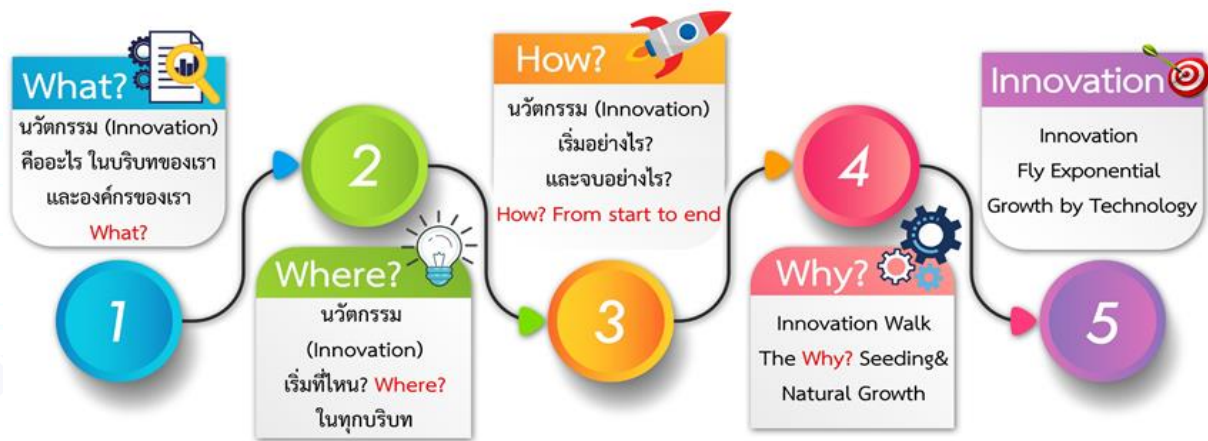 What?
นวัตกรรม (Innovation)
คืออะไร ในบริบทของเรา
และองค์กรของเรา
What?
1
2
Where?
นวัตกรรม
(Innovation)
เริ่มที่ไหน? Where?
ในทุกบริบท
How?
นวัตกรรม (Innovation)
เริ่มอย่างไร?
และจบอย่างไร?
How? From start to end
3
4
Why?
Innovation Walk
The Why? Seeding&
Natural Growth
Innovation
Innovation
Fly Exponential
Growth by Technology
5